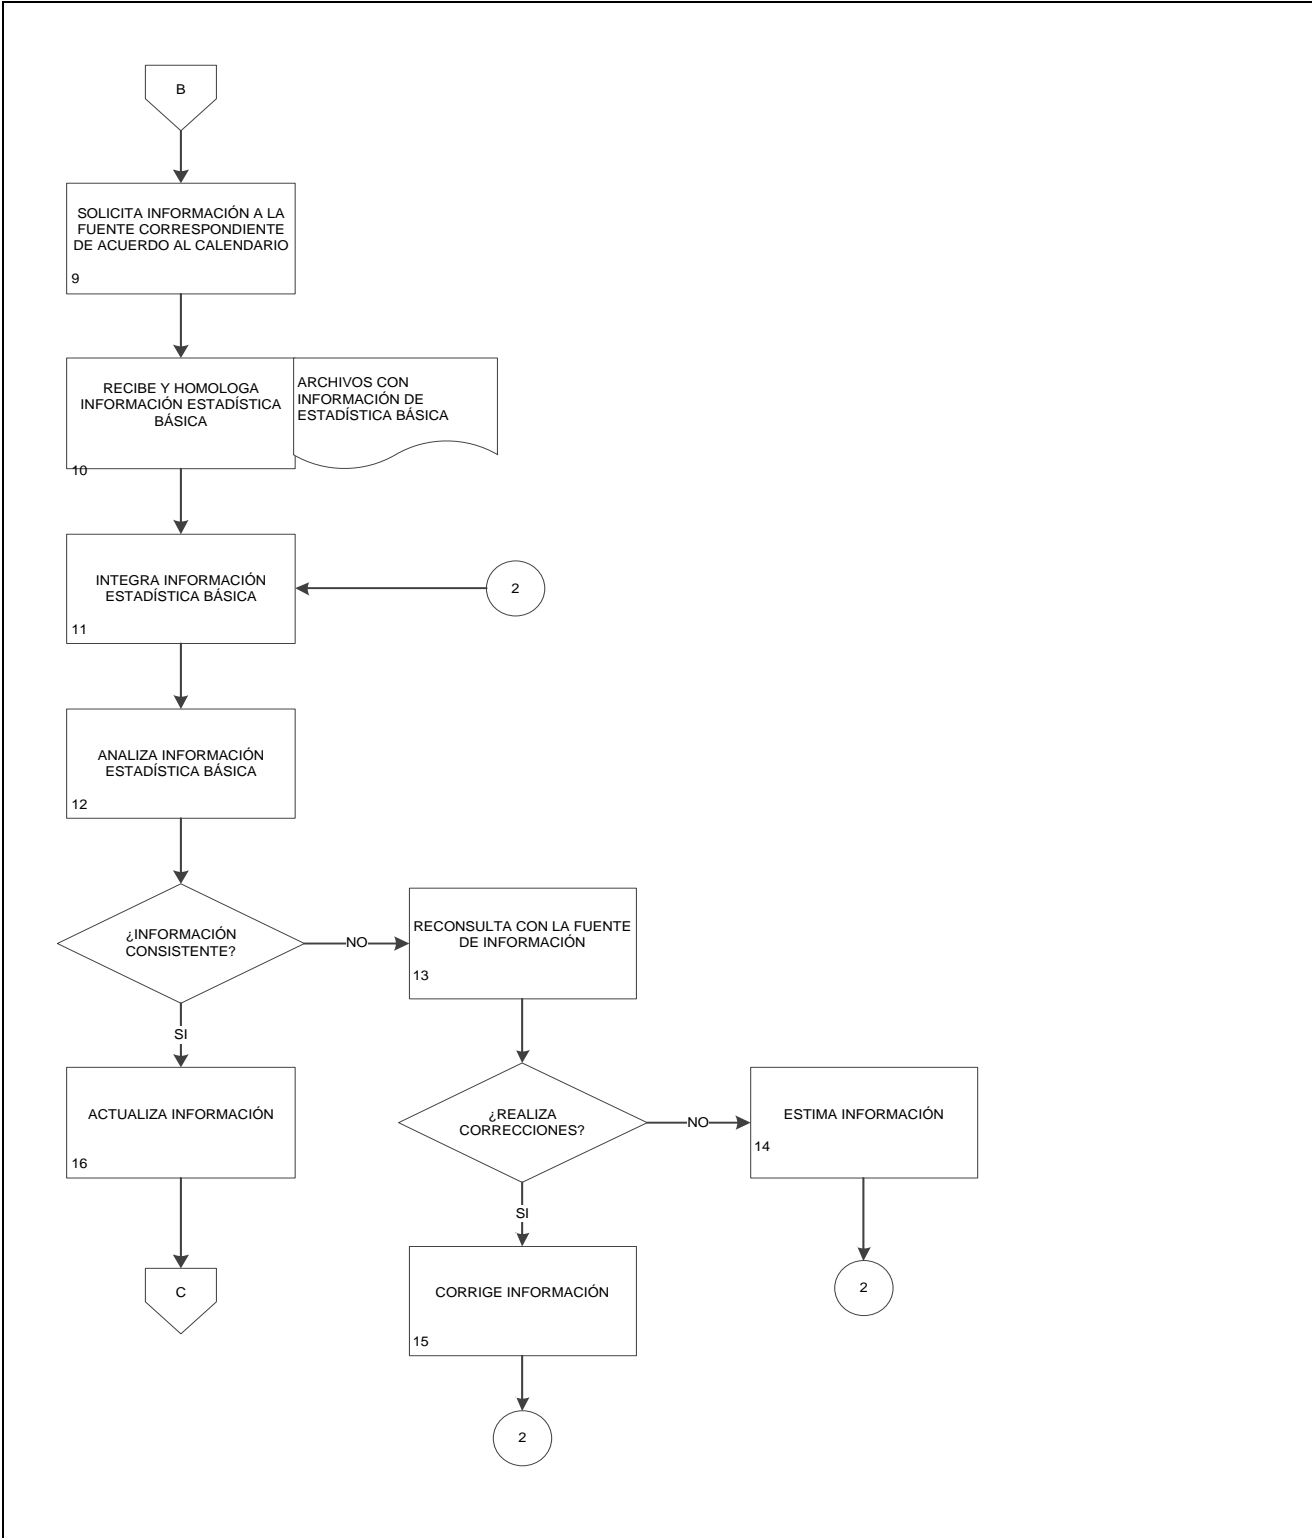 B
SOLICITA INFORMACIÓN A LA
FUENTE CORRESPONDIENTE
DE ACUERDO AL CALENDARIO
9
RECIBE Y HOMOLOGA
INFORMACIÓN ESTADÍSTICA
BÁSICA
10
ARCHIVOS CON
INFORMACIÓN DE
ESTADÍSTICA BÁSICA
INTEGRA INFORMACIÓN
ESTADÍSTICA BÁSICA
11
2
ANALIZA INFORMACIÓN
ESTADÍSTICA BÁSICA
12
¿INFORMACIÓN
CONSISTENTE?
NO
RECONSULTA CON LA FUENTE
DE INFORMACIÓN
13
SI
ACTUALIZA INFORMACIÓN
16
¿REALIZA
CORRECCIONES?
NO
ESTIMA INFORMACIÓN
14
SI
C
CORRIGE INFORMACIÓN
15
2
2